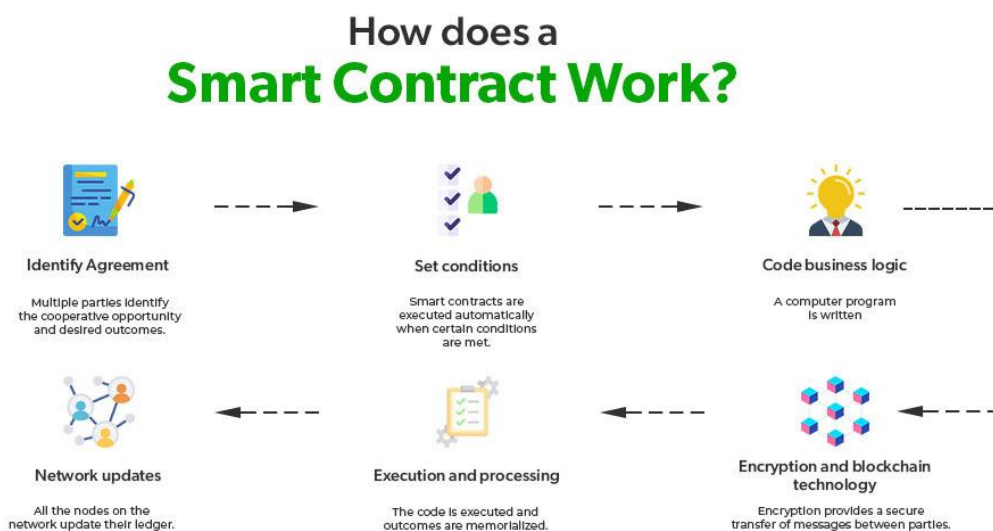 How does a
Smart Contract Work?
Identify Agreement
Multiple parties identify
the cooperative opportunity
and desired outcomes.
Set conditions
Smart contracts are
executed automatically
when certain conditions
are met.
Code business logic
A computer program
is written
Encryption and blockchain
technology
Encryption provides a secure
transfer of messages between parties.
Execution and processing
The code is executed and
outcomes are memorialized.
Network updates
All the nodes on the
network update their ledger.